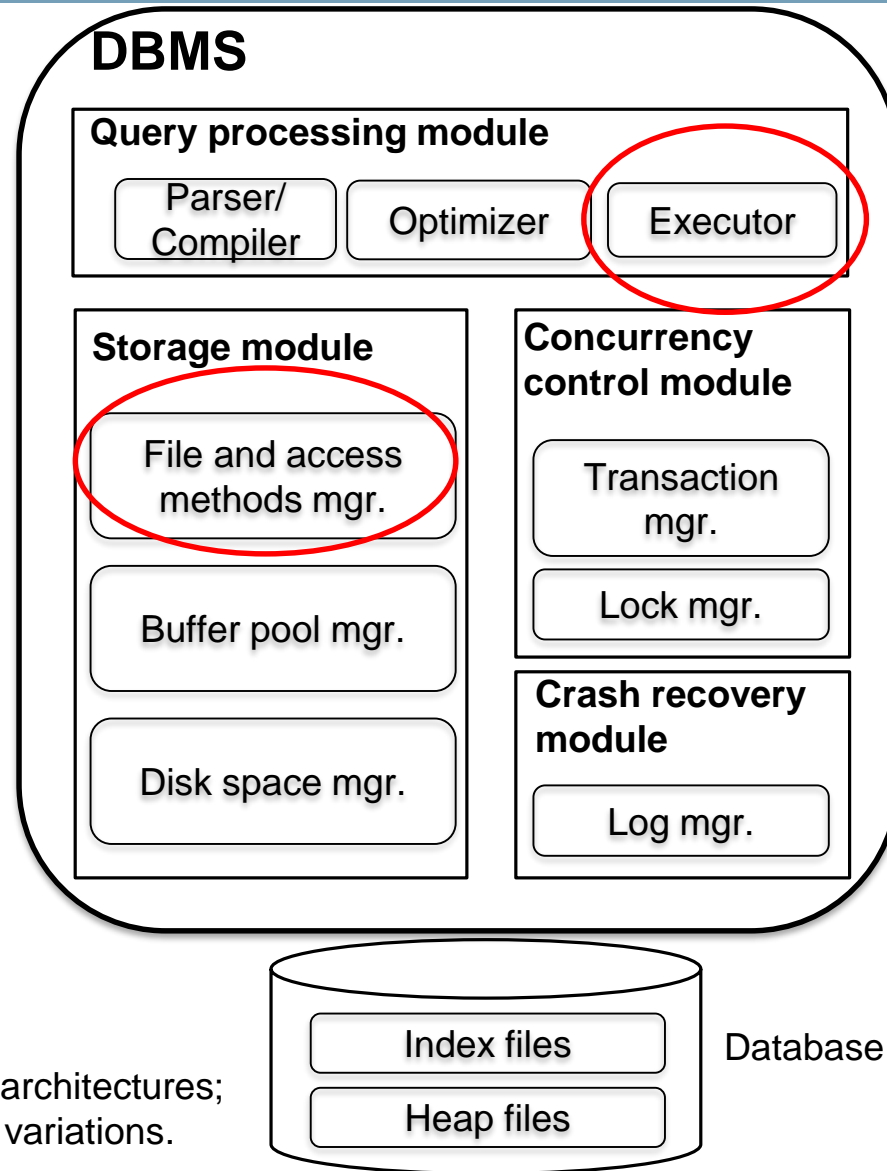 DBMS
Query processing module
Parser/
Compiler
Optimizer
Executor
Storage module
File and access
methods mgr.
Buffer pool mgr.
Disk space mgr.
Concurrency
control module
Transaction
mgr.
Lock mgr.
Crash recovery
module
Log mgr.
Index files
Heap files
Database
architectures;
variations.